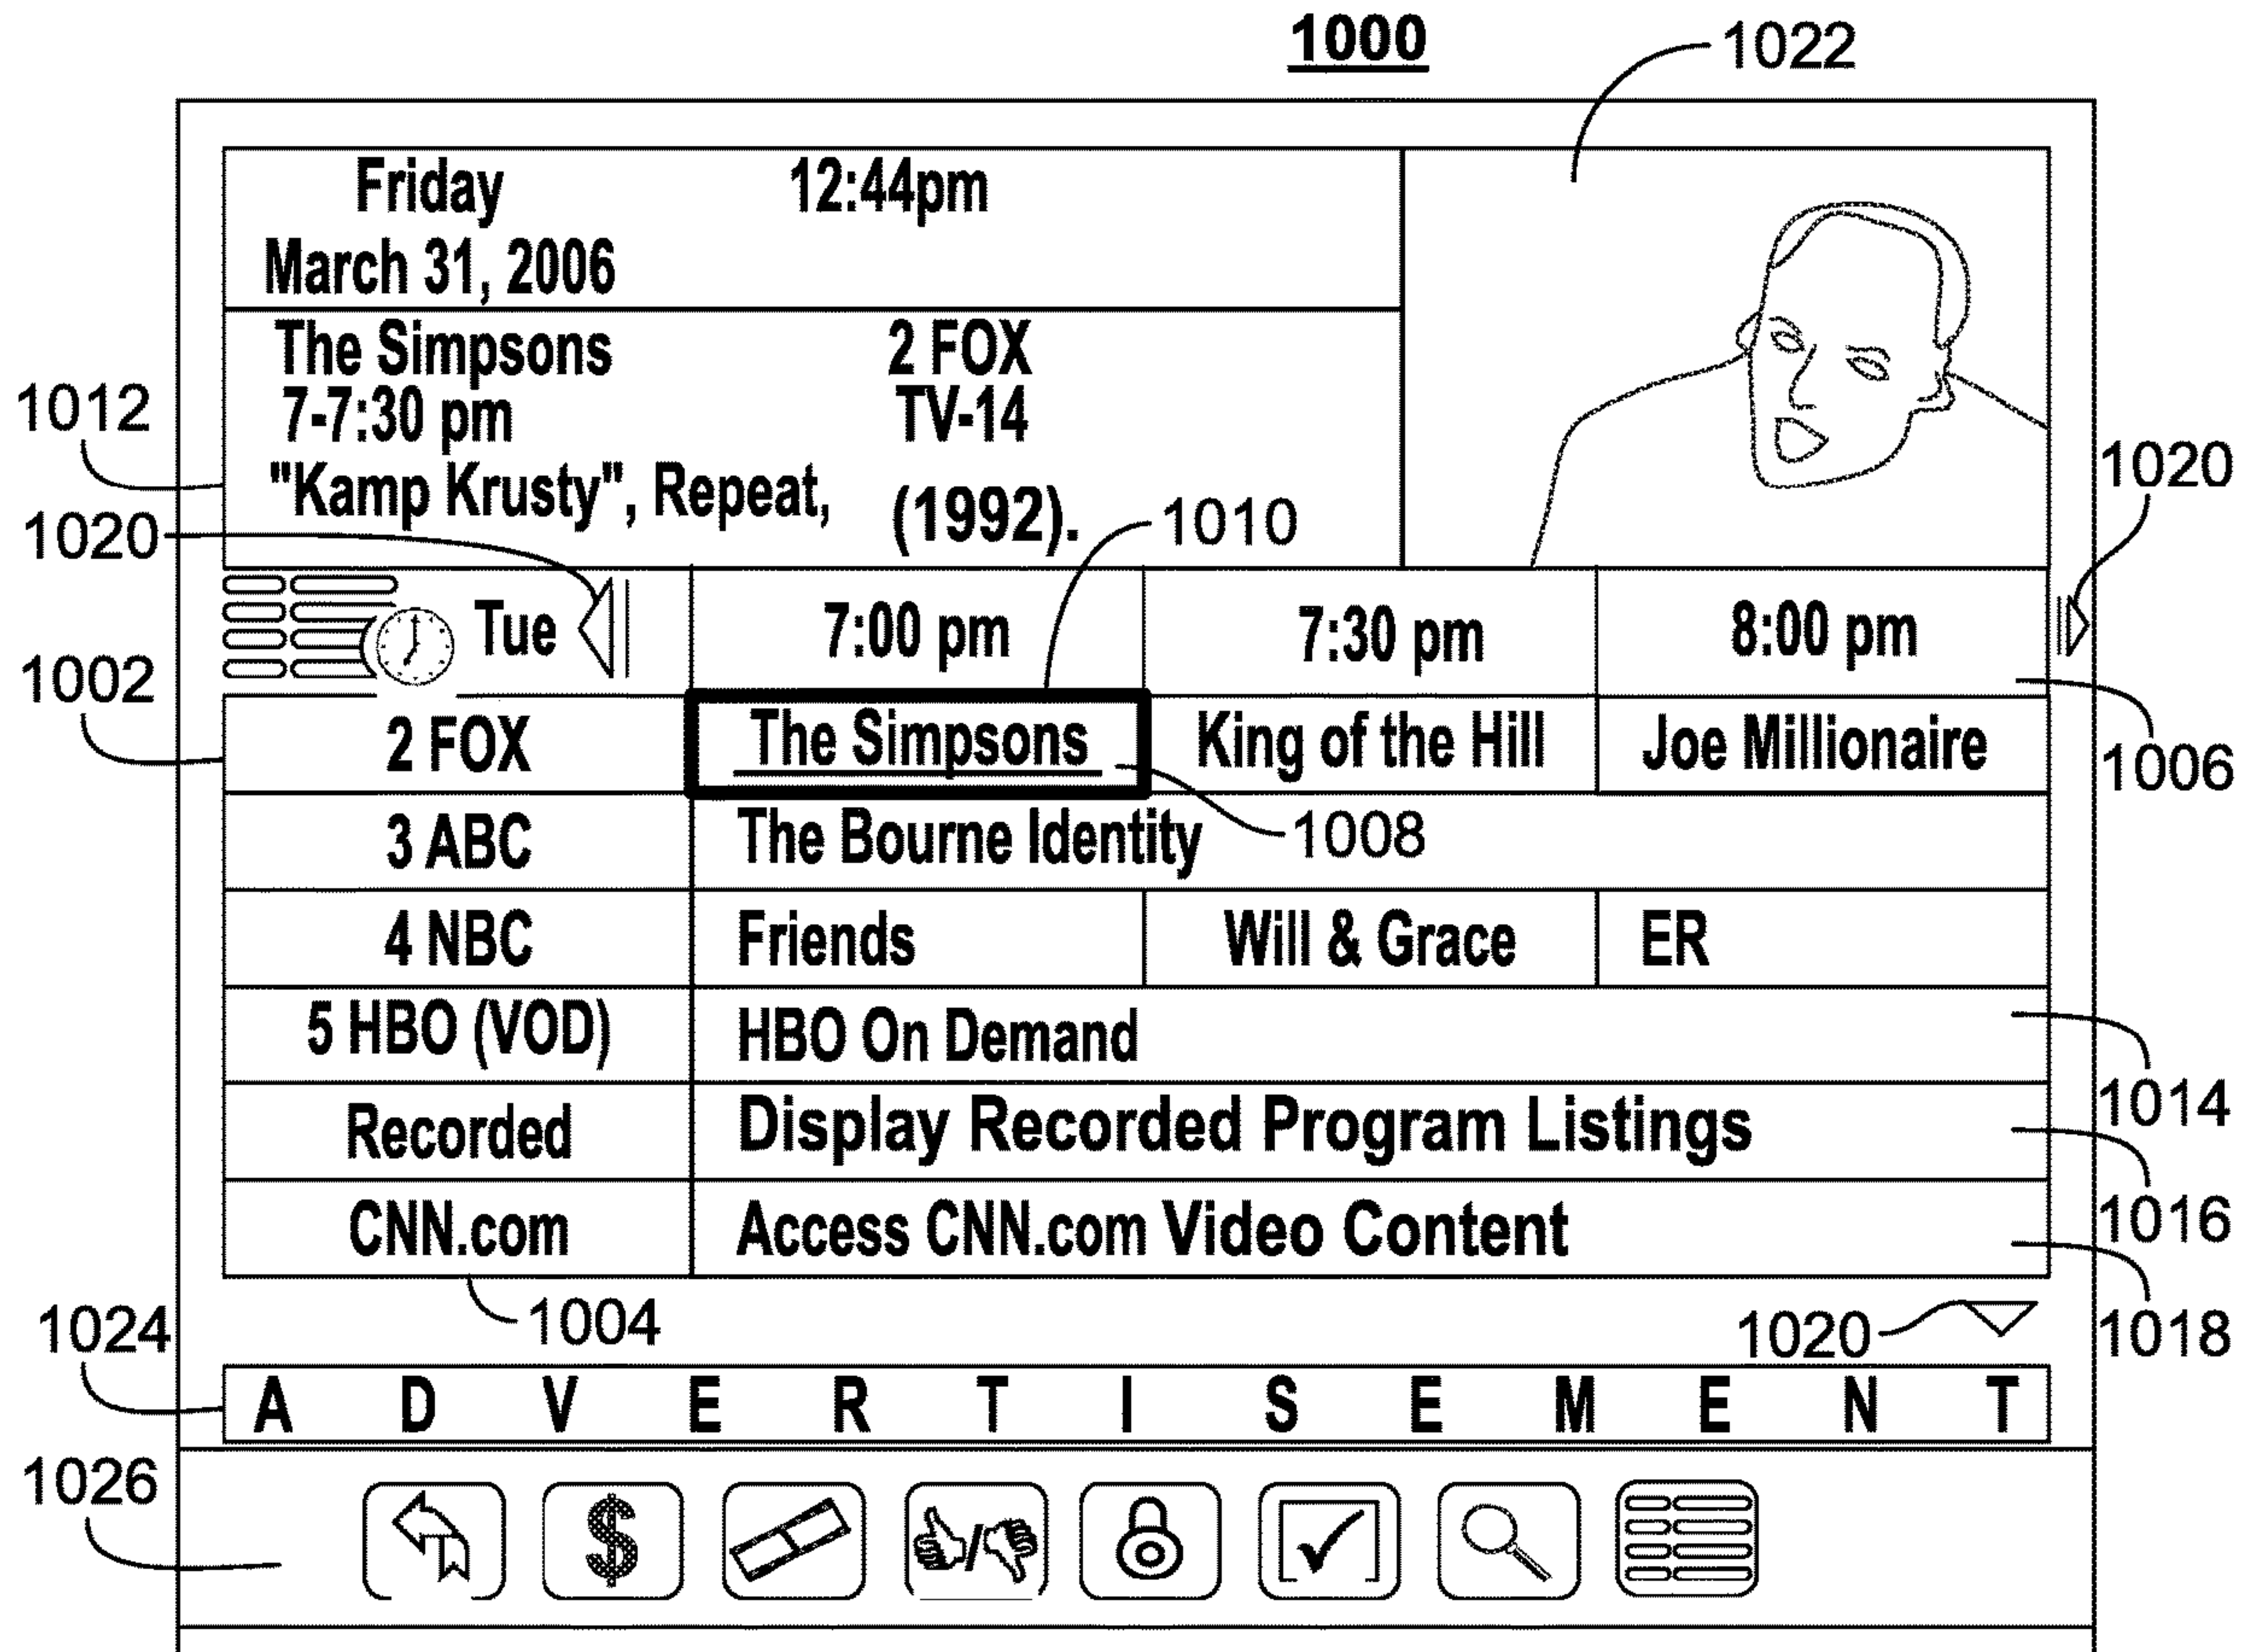 1000
1022
Friday 12:44pm
March 31, 2006
The Simpsons 2 FOX
7-7:30 pm TV-14
1012
"Kamp Krusty", Repeat, (1992).
1020
1010
1020
Tue 7:00 pm 7:30 pm 8:00 pm
1002
2 FOX The Simpsons King of the Hill Joe Millionaire
1006
3 ABC The Bourne Identity
1008
4 NBC Friends Will & Grace ER
5 HBO (VOD) HBO On Demand
1014
Recorded Display Recorded Program Listings
1016
CNN.com Access CNN.com Video Content
1004
1024
1020
1018
A D V E R T I S E M E N T
1026
$
/